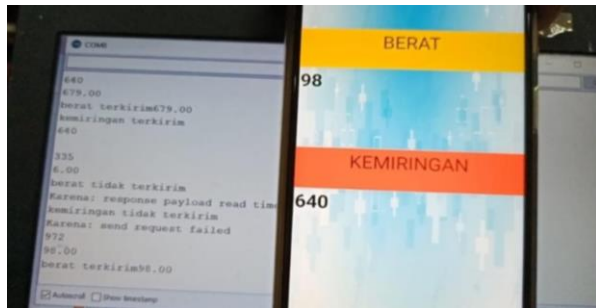 COM8
640
679.00
berat terkirim679.00
kemiringan terkirim
640
335
6.00
berat tidak terkirim
Karena: response payload read time
kemiringan tidak terkirim
Karena: send request failed
972
98.00
berat terkirim98.00
Autoscroll Show timestamp
BERAT
98
KEMIRINGAN
640